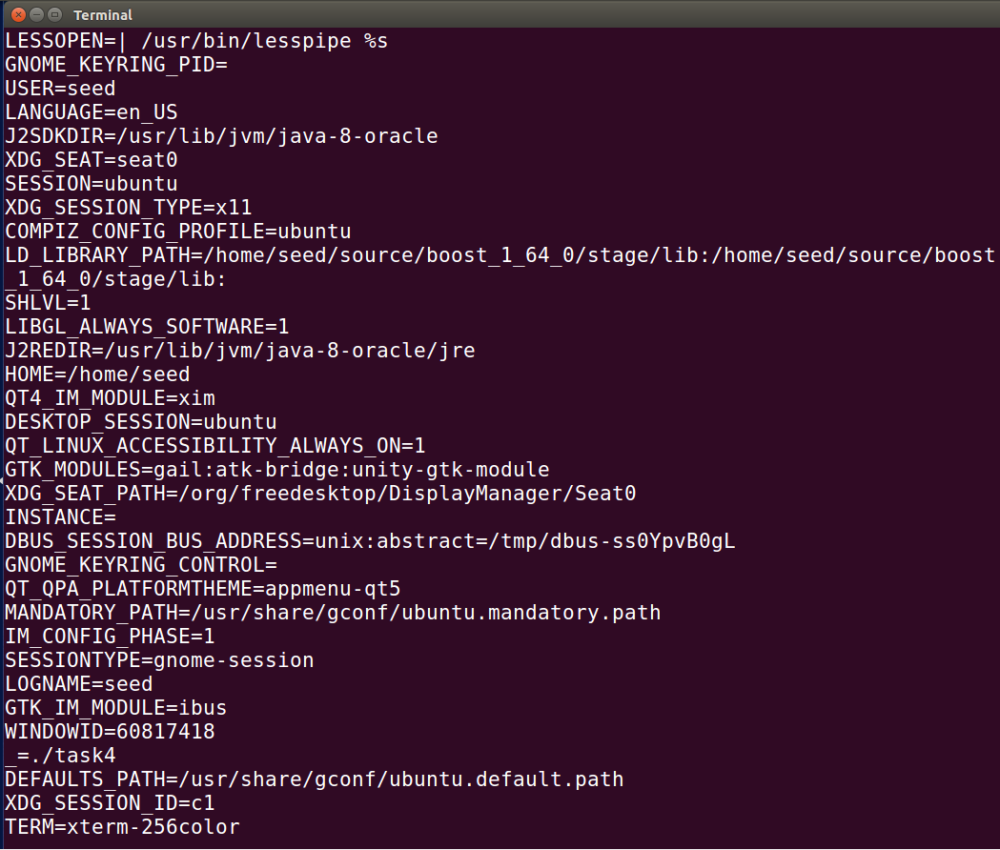 Terminal
LESSOPEN=| /usr/bin/lesspipe %s
GNOME_KEYRING_PID=
USER=seed
LANGUAGE=en_US
J2SDKDIR=/usr/lib/jvm/java-8-oracle
XDG_SEAT=seat0
SESSION=ubuntu
XDG_SESSION_TYPE=x11
COMPIZ_CONFIG_PROFILE=ubuntu
LD_LIBRARY_PATH=/home/seed/source/boost_1_64_0/stage/lib:/home/seed/source/boost
_1_64_0/stage/lib:
SHLVL=1
LIBGL_ALWAYS_SOFTWARE=1
J2REDIR=/usr/lib/jvm/java-8-oracle/jre
HOME=/home/seed
QT4_IM_MODULE=xim
DESKTOP_SESSION=ubuntu
QT_LINUX_ACCESSIBILITY_ALWAYS_ON=1
GTK_MODULES=gail:atk-bridge:unity-gtk-module
XDG_SEAT_PATH=/org/freedesktop/DisplayManager/Seat0
INSTANCE=
DBUS_SESSION_BUS_ADDRESS=unix:abstract=/tmp/dbus-ss0YpvB0gL
GNOME_KEYRING_CONTROL=
QT_QPA_PLATFORMTHEME=appmenu-qt5
MANDATORY_PATH=/usr/share/gconf/ubuntu.mandatory.path
IM_CONFIG_PHASE=1
SESSIONTYPE=gnome-session
LOGNAME=seed
GTK_IM_MODULE=ibus
WINDOWID=60817418
_=./task4
DEFAULTS_PATH=/usr/share/gconf/ubuntu.default.path
XDG_SESSION_ID=c1
TERM=xterm-256color